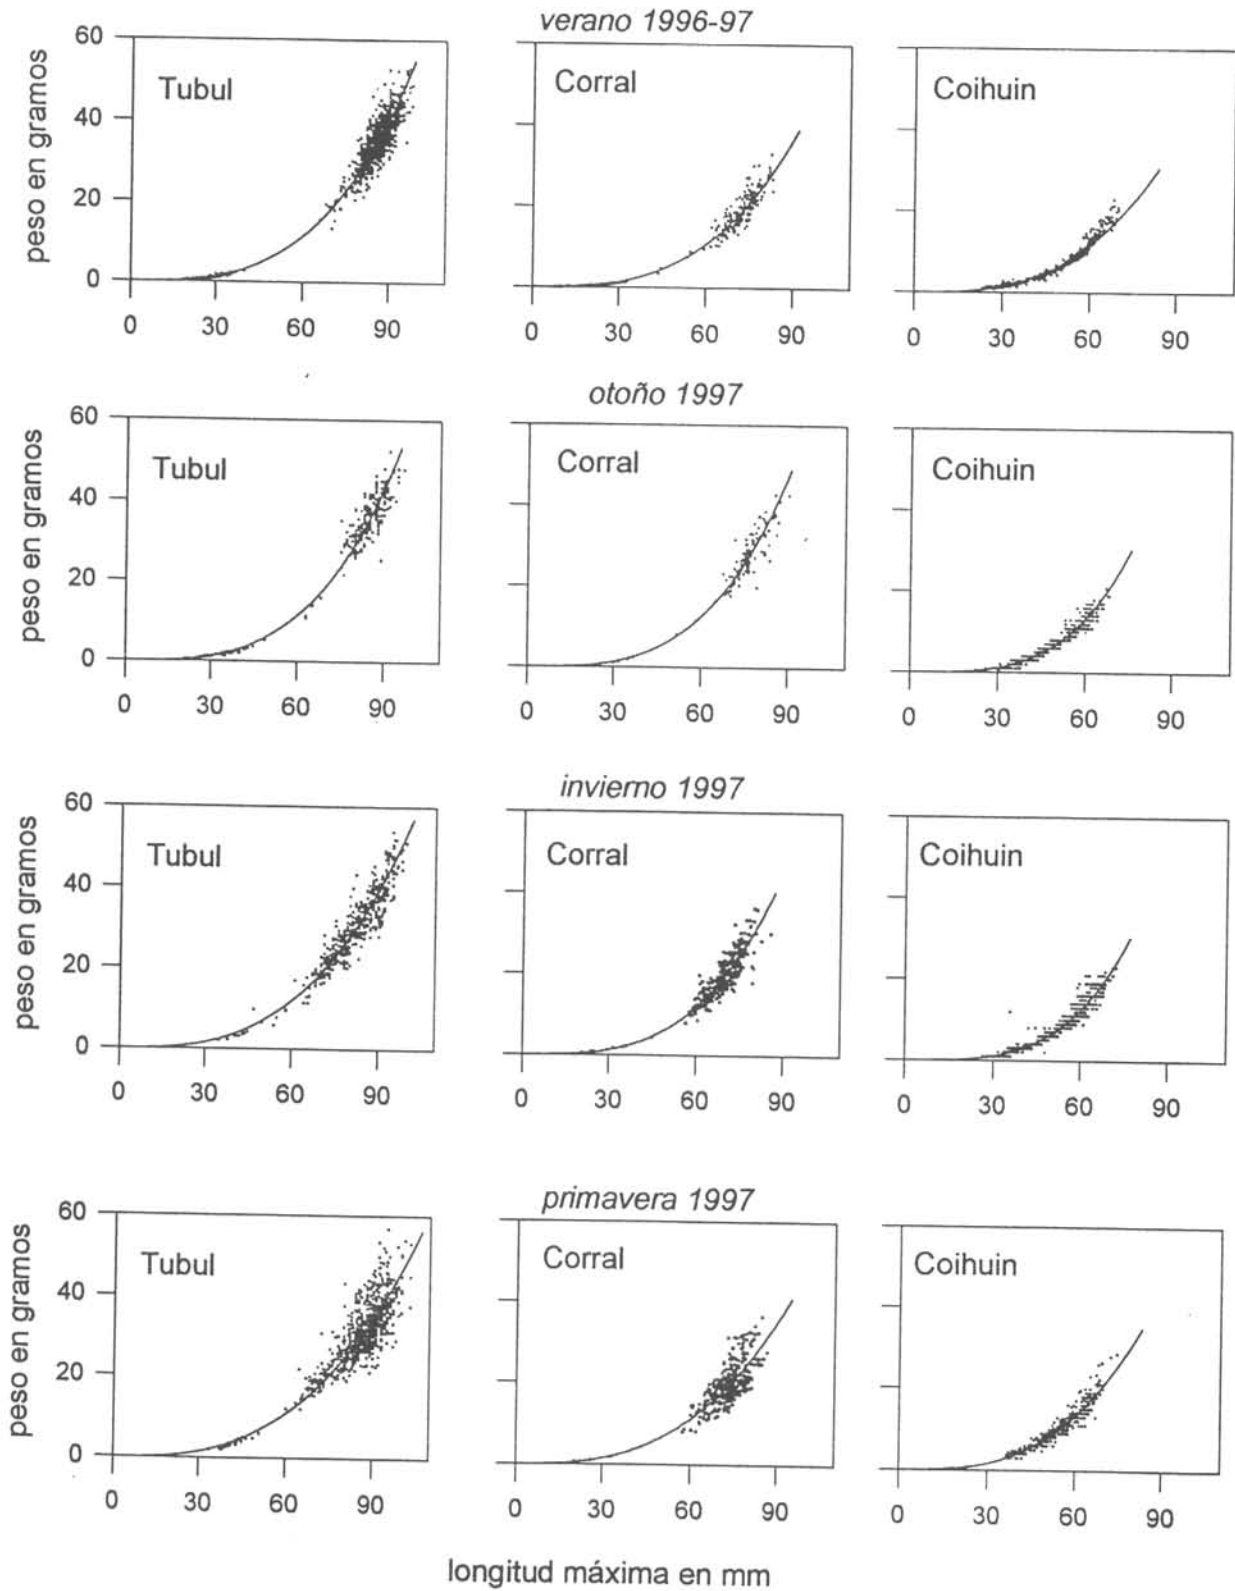 verano 1996-97
peso en gramos
60
40
20
0
Tubul
Corral
Coihuin
0 30 60 90
0 30 60 90
0 30 60 90
otoño 1997
peso en gramos
60
40
20
0
Tubul
Corral
Coihuin
0 30 60 90
0 30 60 90
0 30 60 90
invierno 1997
peso en gramos
60
40
20
0
Tubul
Corral
Coihuin
0 30 60 90
0 30 60 90
0 30 60 90
primavera 1997
peso en gramos
60
40
20
0
Tubul
Corral
Coihuin
0 30 60 90
0 30 60 90
0 30 60 90
longitud máxima en mm